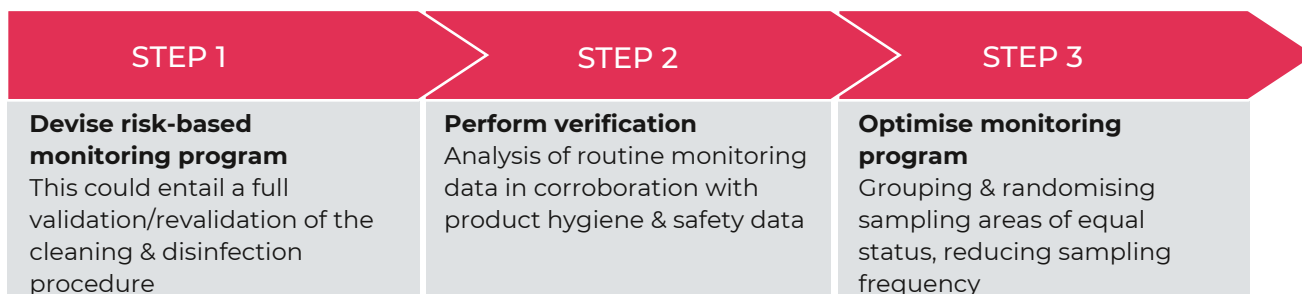 STEP 1
STEP 2
STEP 3
Devise risk-based
monitoring program
This could entail a full
validation/revalidation of the
cleaning & disinfection
procedure
Perform verification
Analysis of routine monitoring
data in corroboration with
product hygiene & safety data
Optimise monitoring
program
Grouping & randomising
sampling areas of equal
status, reducing sampling
frequency